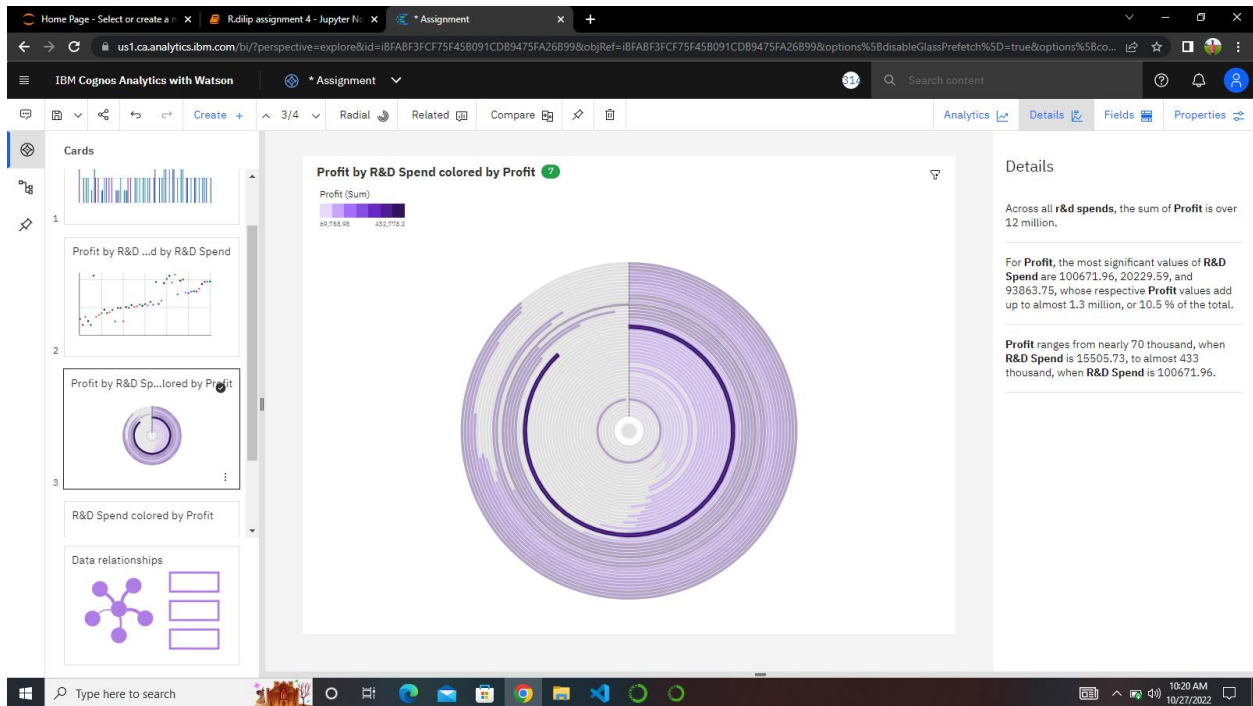 Home Page - Select or create a n
R.dilip assignment 4 - Jupyter No
* Assignment
us1.ca.analytics.ibm.com/bi/?perspective=explore&id=iBFABF3FCF75F45B091CDB9475FA26B99&objRef=iBFABF3FCF75F45B091CDB9475FA26B99&options%5BdisableGlassPrefetch%5D=true&options%5Bco...
IBM Cognos Analytics with Watson
* Assignment
314
Search content
Create +
3/4
Radial
Related
Compare
Analytics
Details
Fields
Properties
Cards
1
Profit by R&D ...d by R&D Spend
2
Profit by R&D Sp...lored by Profit
3
R&D Spend colored by Profit
Data relationships
Profit by R&D Spend colored by Profit 7
Profit (Sum)
69,758.98 432,778.2
Details
Across all r&d spends, the sum of Profit is over
12 million.
For Profit, the most significant values of R&D
Spend are 100671.96, 20229.59, and
93863.75, whose respective Profit values add
up to almost 1.3 million, or 10.5 % of the total.
Profit ranges from nearly 70 thousand, when
R&D Spend is 15505.73, to almost 433
thousand, when R&D Spend is 100671.96.
Type here to search
10:20 AM
10/27/2022